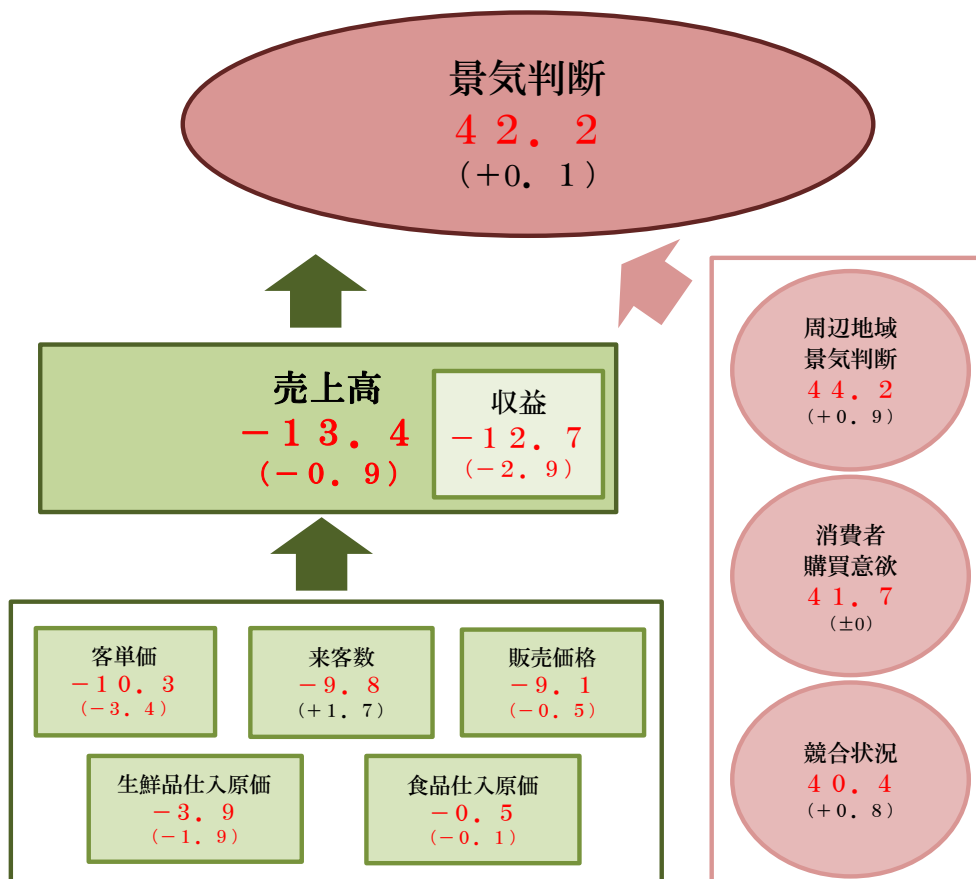 景気判断
４２．２
（＋0．１）
売上高
－１３．４
（－０．９）
収益
－１２．７
（－２．９）
客単価
－１０．３
（－３．４）
来客数
－９．８
（＋１．７）
販売価格
－９．１
（－０．５）
生鮮品仕入原価
－３．９
（－１．９）
食品仕入原価
－０．５
（－０．１）
周辺地域
景気判断
４４．２
（＋０．９）
消費者
購買意欲
４１．７
（±0）
競合状況
４０．４
（＋０．８）